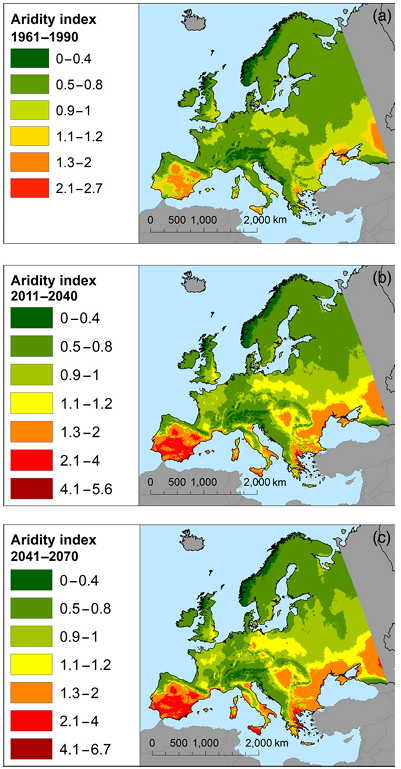 Aridity index
1961–1990
0–0.4
0.5–0.8
0.9–1
1.1–1.2
1.3–2
2.1–2.7
(a)
0 500 1,000 2,000 km
Aridity index
2011–2040
0–0.4
0.5–0.8
0.9–1
1.1–1.2
1.3–2
2.1–4
4.1–5.6
(b)
0 500 1,000 2,000 km
Aridity index
2041–2070
0–0.4
0.5–0.8
0.9–1
1.1–1.2
1.3–2
2.1–4
4.1–6.7
(c)
0 500 1,000 2,000 km